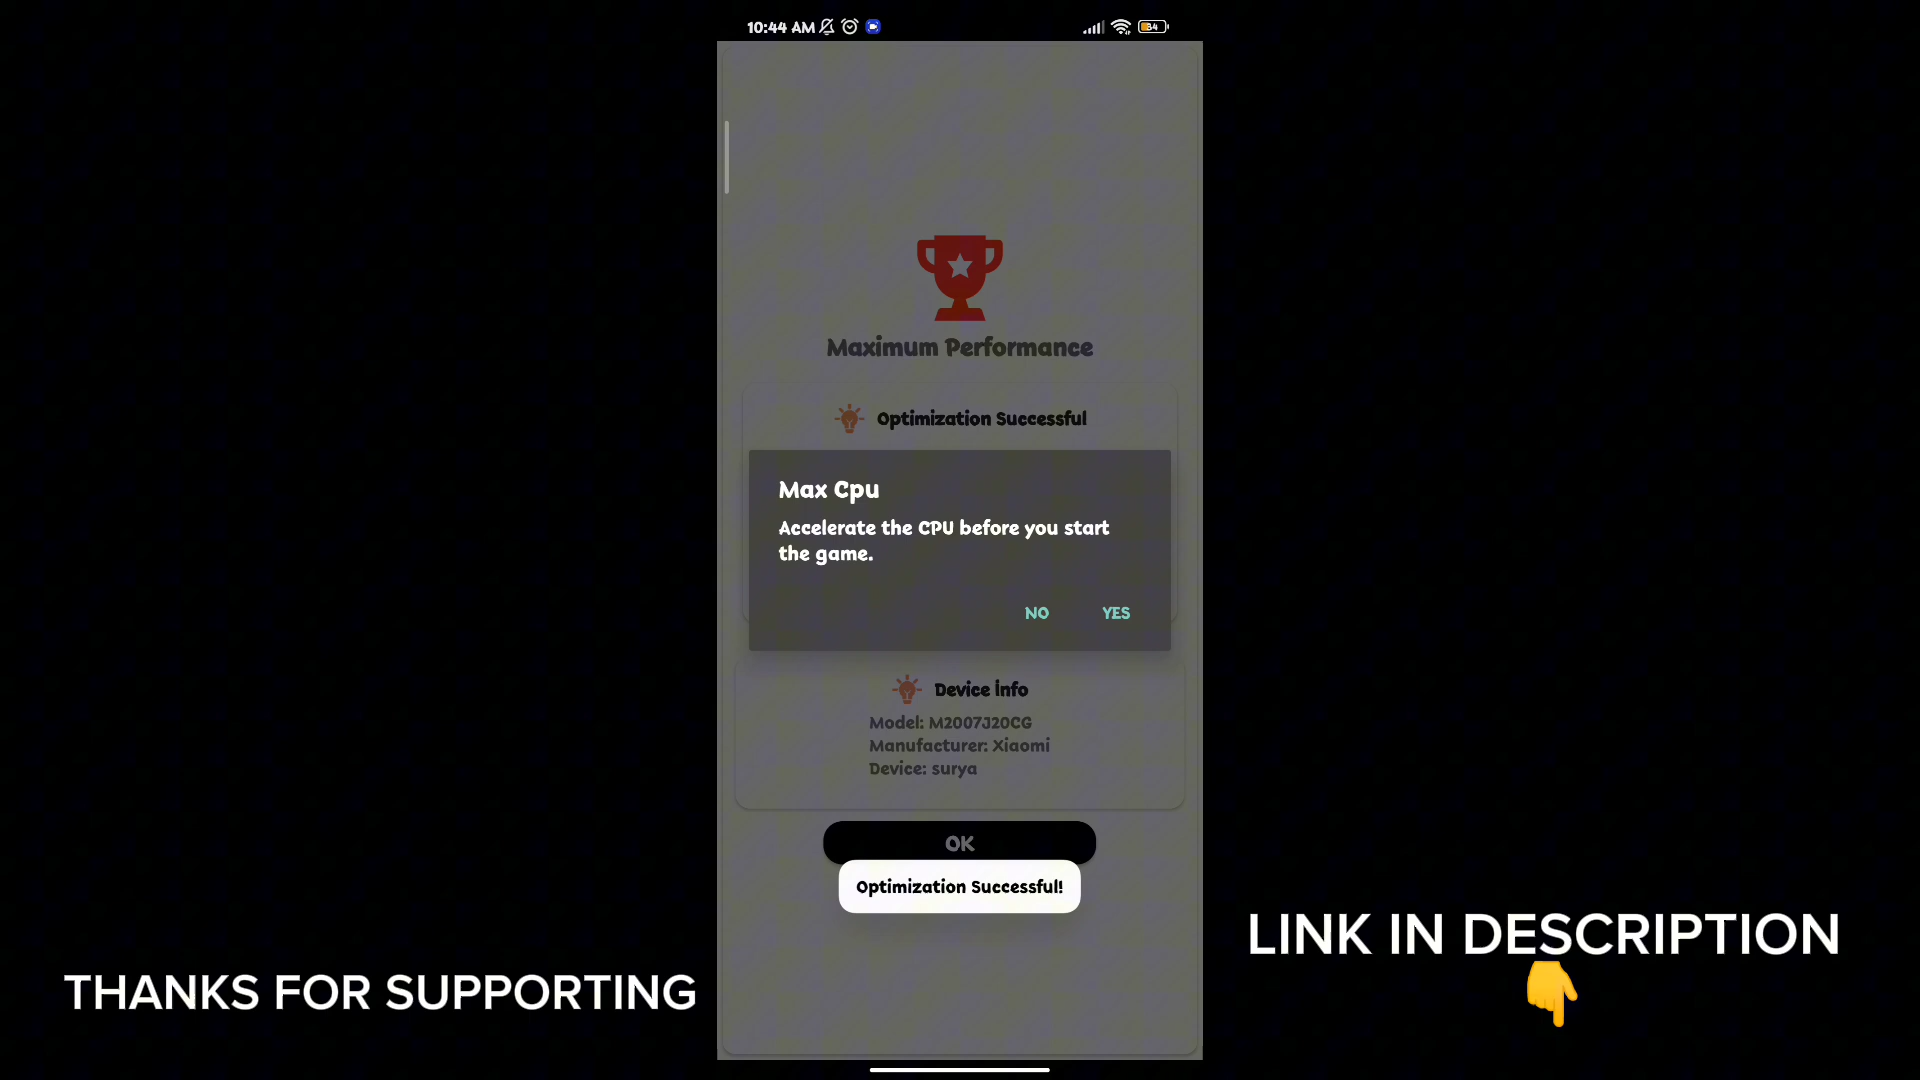 10:44 AM
84
Maximum Performance
Optimization Successful
Max Cpu
Accelerate the CPU before you start
the game.
NO YES
Device İnfo
Model: M2007J20CG
Manufacturer: Xiaomi
Device: surya
OK
Optimization Successful!
LINK IN DESCRIPTION
THANKS FOR SUPPORTING